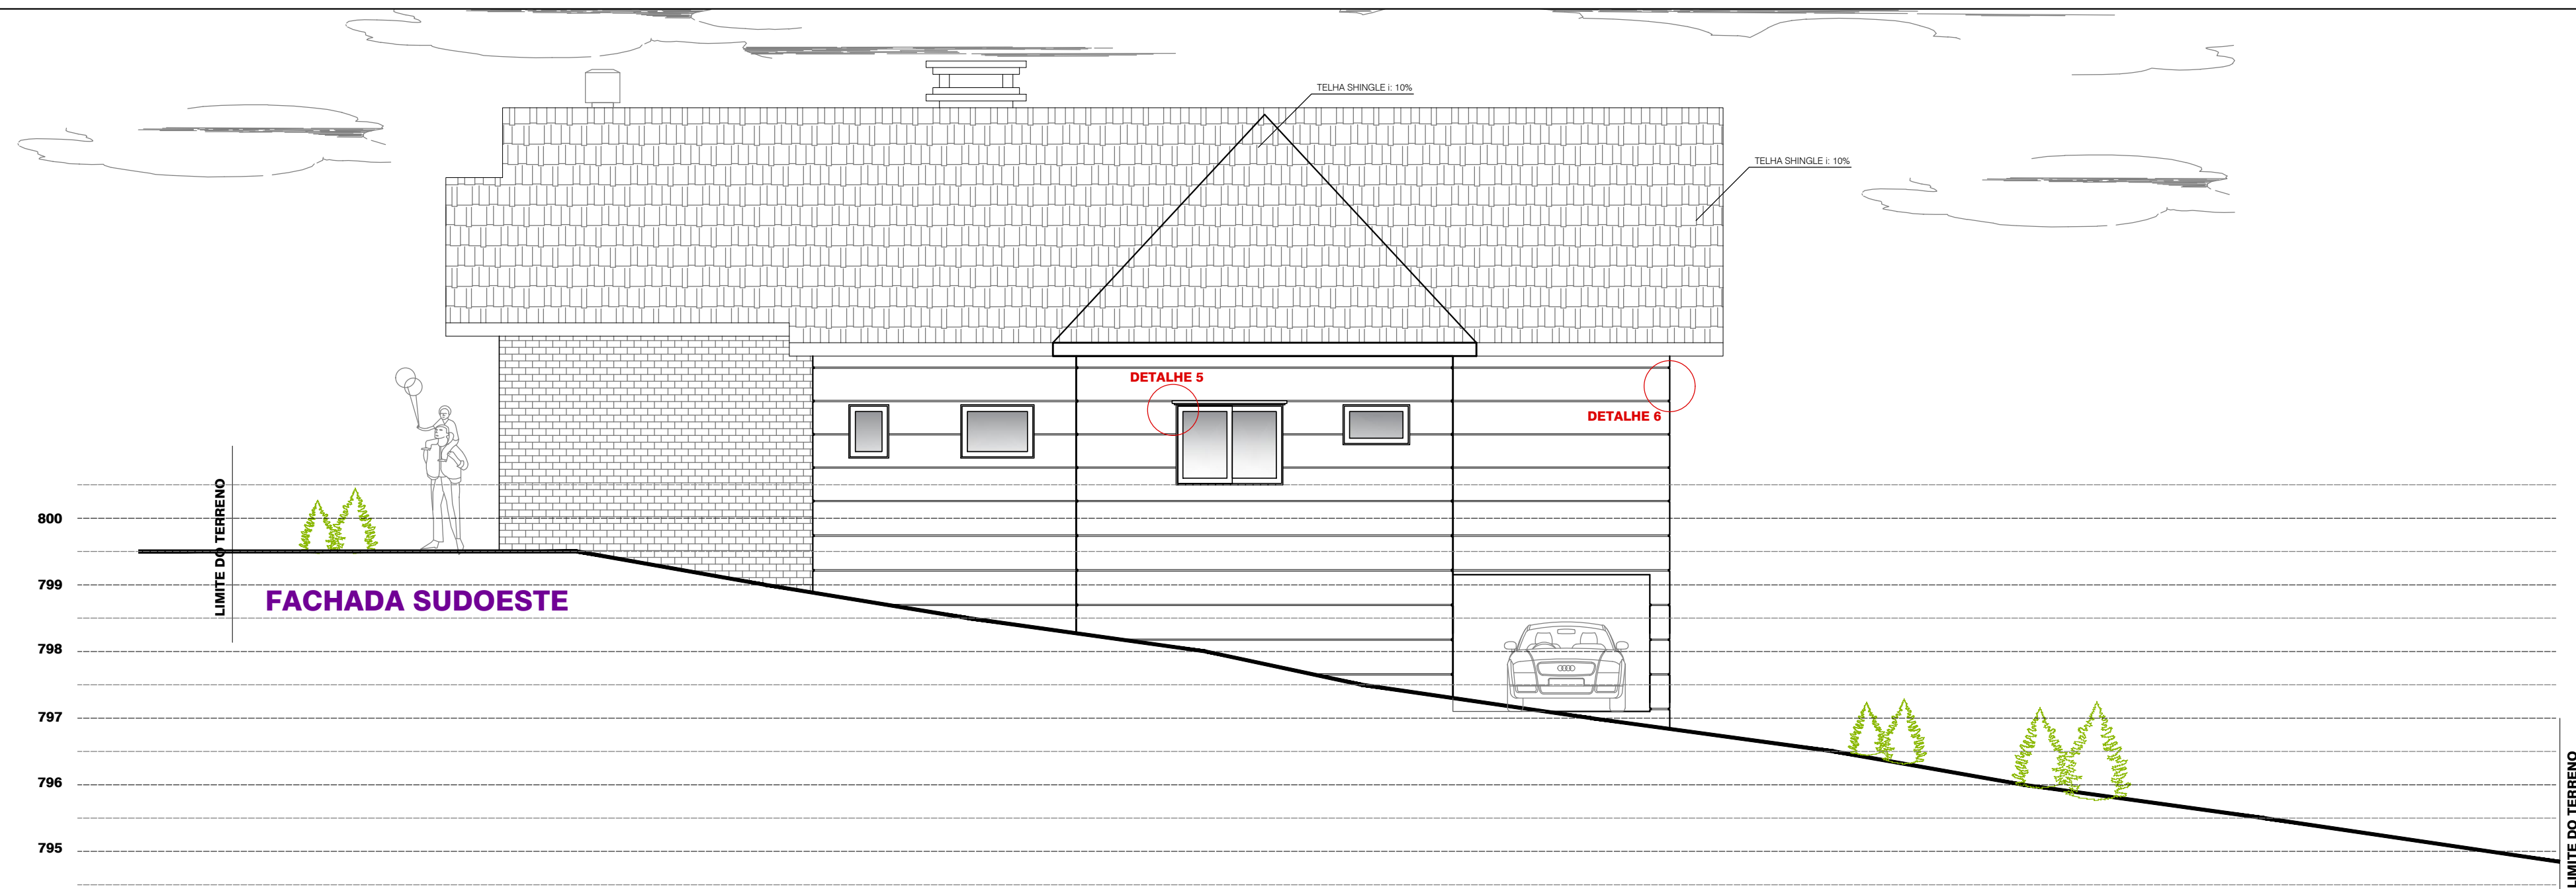 TELHA SHINGLE i: 10%
TELHA SHINGLE i: 10%
DETALHE 5
DETALHE 6
LIMITE DO TERRENO
800
799
FACHADA SUDOESTE
798
797
796
795
LIMITE DO TERRENO